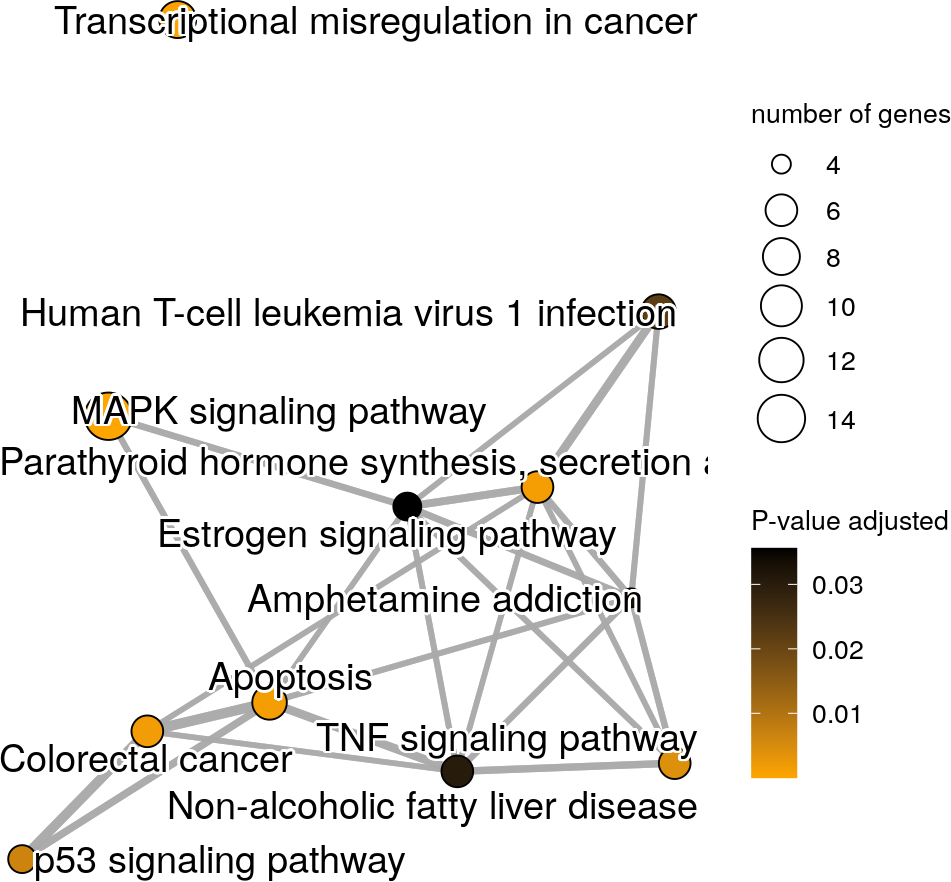 Transcriptional misregulation in cancer
number of genes
4
6
8
10
12
14
Human T-cell leukemia virus 1 infection
MAPK signaling pathway
Parathyroid hormone synthesis, secretion a
Estrogen signaling pathway
Amphetamine addiction
Apoptosis
TNF signaling pathway
Colorectal cancer
Non-alcoholic fatty liver disease
p53 signaling pathway
P-value adjusted
0.03
0.02
0.01